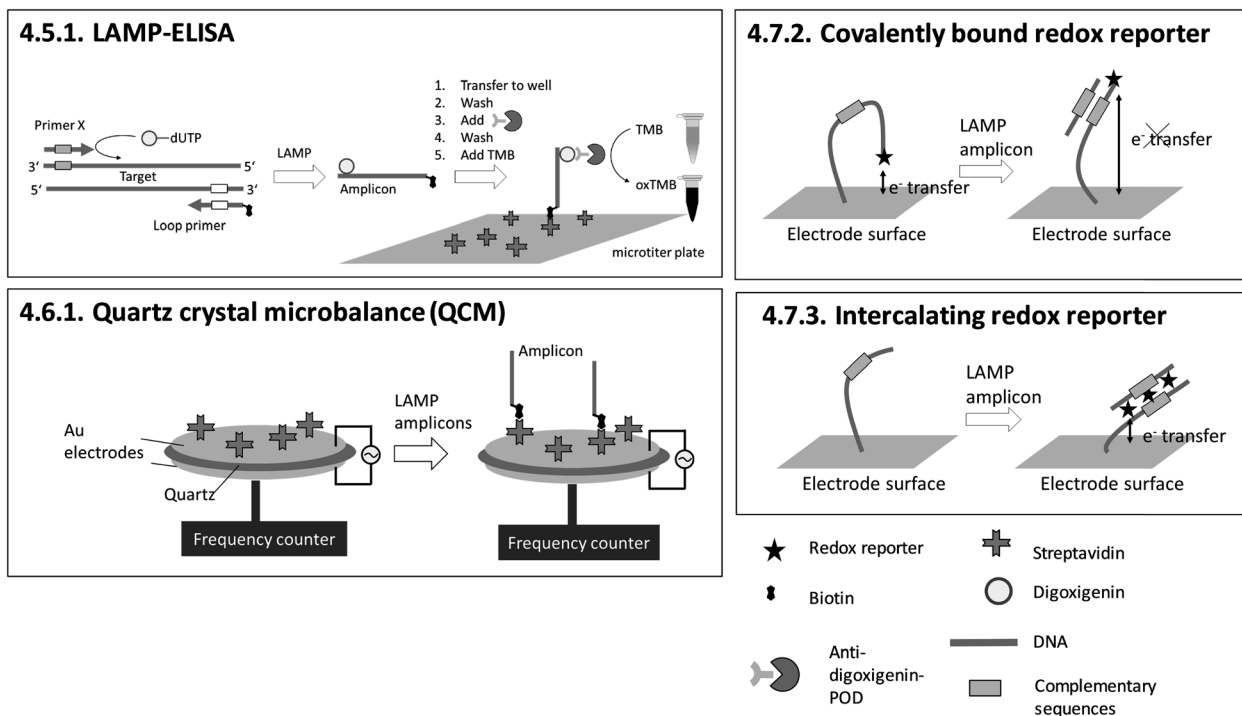 4.5.1. LAMP-ELISA
1. Transfer to well
2. Wash
3. Add
4. Wash
5. Add TMB
Primer X
dUTP
3‘
5‘
Target
5‘
3‘
Loop primer
LAMP
Amplicon
TMB
oxTMB
microtiter plate
4.7.2. Covalently bound redox reporter
LAMP
amplicon
e- transfer
e- transfer
Electrode surface
Electrode surface
4.6.1. Quartz crystal microbalance (QCM)
Au
electrodes
Quartz
Frequency counter
LAMP
amplicons
Amplicon
Frequency counter
4.7.3. Intercalating redox reporter
LAMP
amplicon
e- transfer
Electrode surface
Electrode surface
Redox reporter
Streptavidin
Biotin
Digoxigenin
Anti-
digoxigenin-
POD
DNA
Complementary
sequences